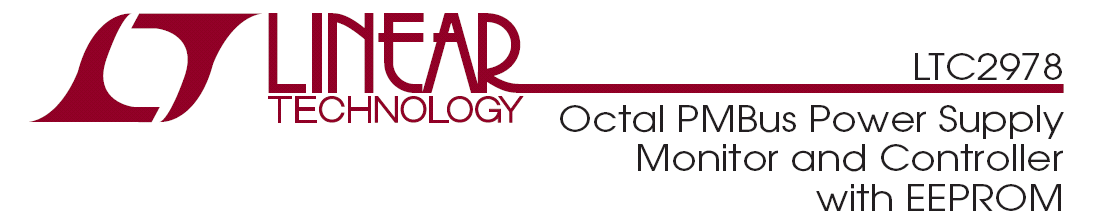 LINEAR
TECHNOLOGY
LTC2978
Octal PMBus Power Supply
Monitor and Controller
with EEPROM